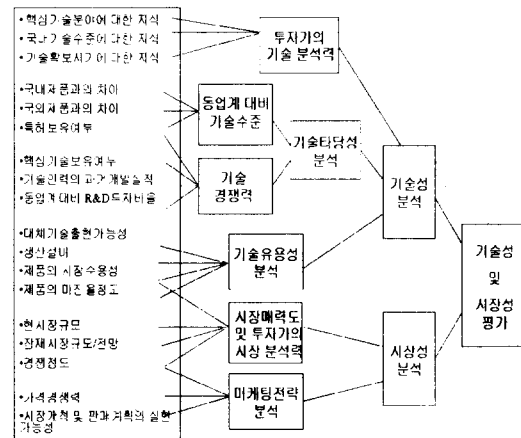 •핵심기술분야에 대한 지식
•국내기술수준에 대한 지식
•기술확보시기에 대한 지식
•국내제품과의 차이
•국외제품과의 차이
•특허보유여부
•핵심기술보유여부
•기술인력의 과거개발실적
•동업계 대비 R&D투자비율
•대체기술출현가능성
•생산설비
•제품의 시장수용성
•제품의 마진율정도
•현시장규모
•잠재시장규모/전망
•경쟁정도
•가격경쟁력
•시장개척 및 판매계획의 실현
가능성
투자가의
기술 분석력
동업계 대비
기술수준
기술
경쟁력
기술타당성
분석
기술유용성
분석
시장매력도
및 투자가의
시장 분석력
마케팅전략
분석
기술성
분석
시장성
분석
기술성
및
시장성
평가